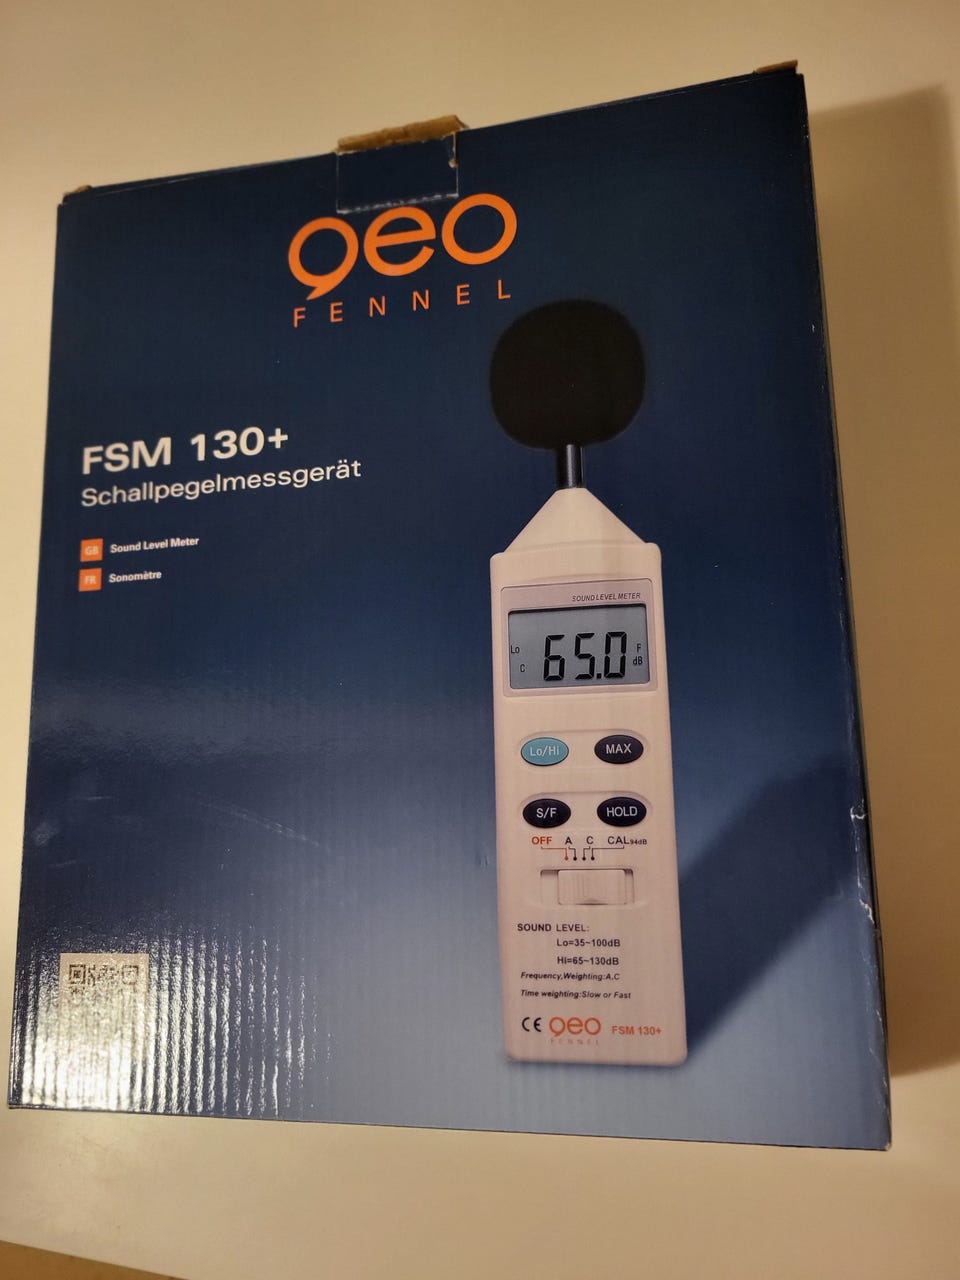 geo
FENNEL
FSM 130+
Schallpegelmessgerät
GB Sound Level Meter
FR Sonomètre
SOUND LEVEL METER
Lo
C
65.0
F
dB
Lo/Hi
MAX
S/F
HOLD
OFF A C CAL94dB
SOUND LEVEL:
Lo=35~100dB
Hi=65~130dB
Frequency,Weighting:A.C
Time weighting:Slow or Fast
CE geo FSM 130+
FENNEL